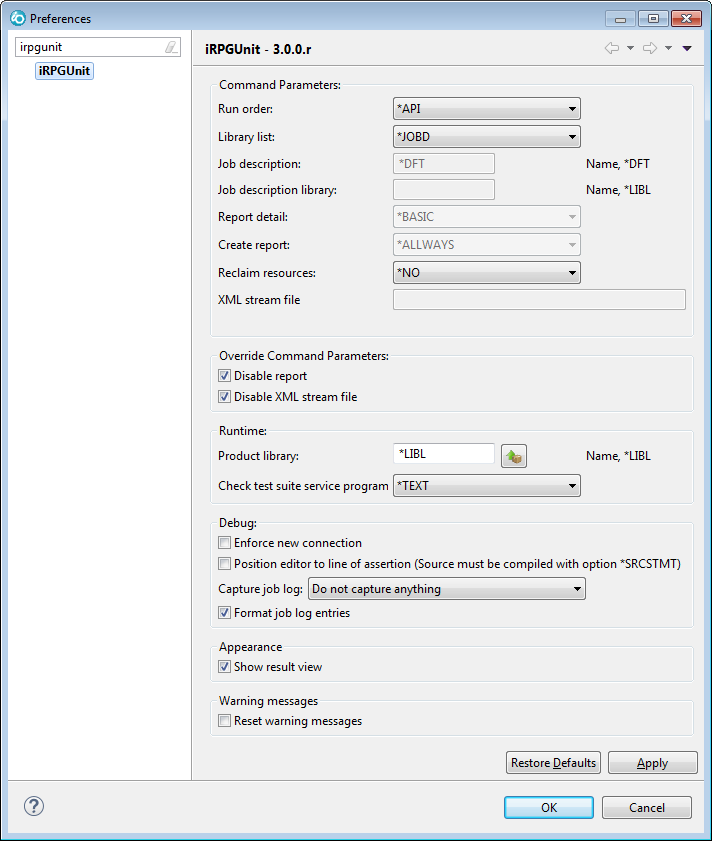 Preferences
irpgunit
iRPGUnit
iRPGUnit - 3.0.0.r
Command Parameters:
Run order: *API
Library list: *JOBD
Job description: *DFT Name, *DFT
Job description library: Name, *LIBL
Report detail: *BASIC
Create report: *ALLWAYS
Reclaim resources: *NO
XML stream file
Override Command Parameters:
Disable report
Disable XML stream file
Runtime:
Product library: *LIBL Name, *LIBL
Check test suite service program *TEXT
Debug:
Enforce new connection
Position editor to line of assertion (Source must be compiled with option *SRCSTMT)
Capture job log: Do not capture anything
Format job log entries
Appearance
Show result view
Warning messages
Reset warning messages
Restore Defaults Apply
? OK Cancel